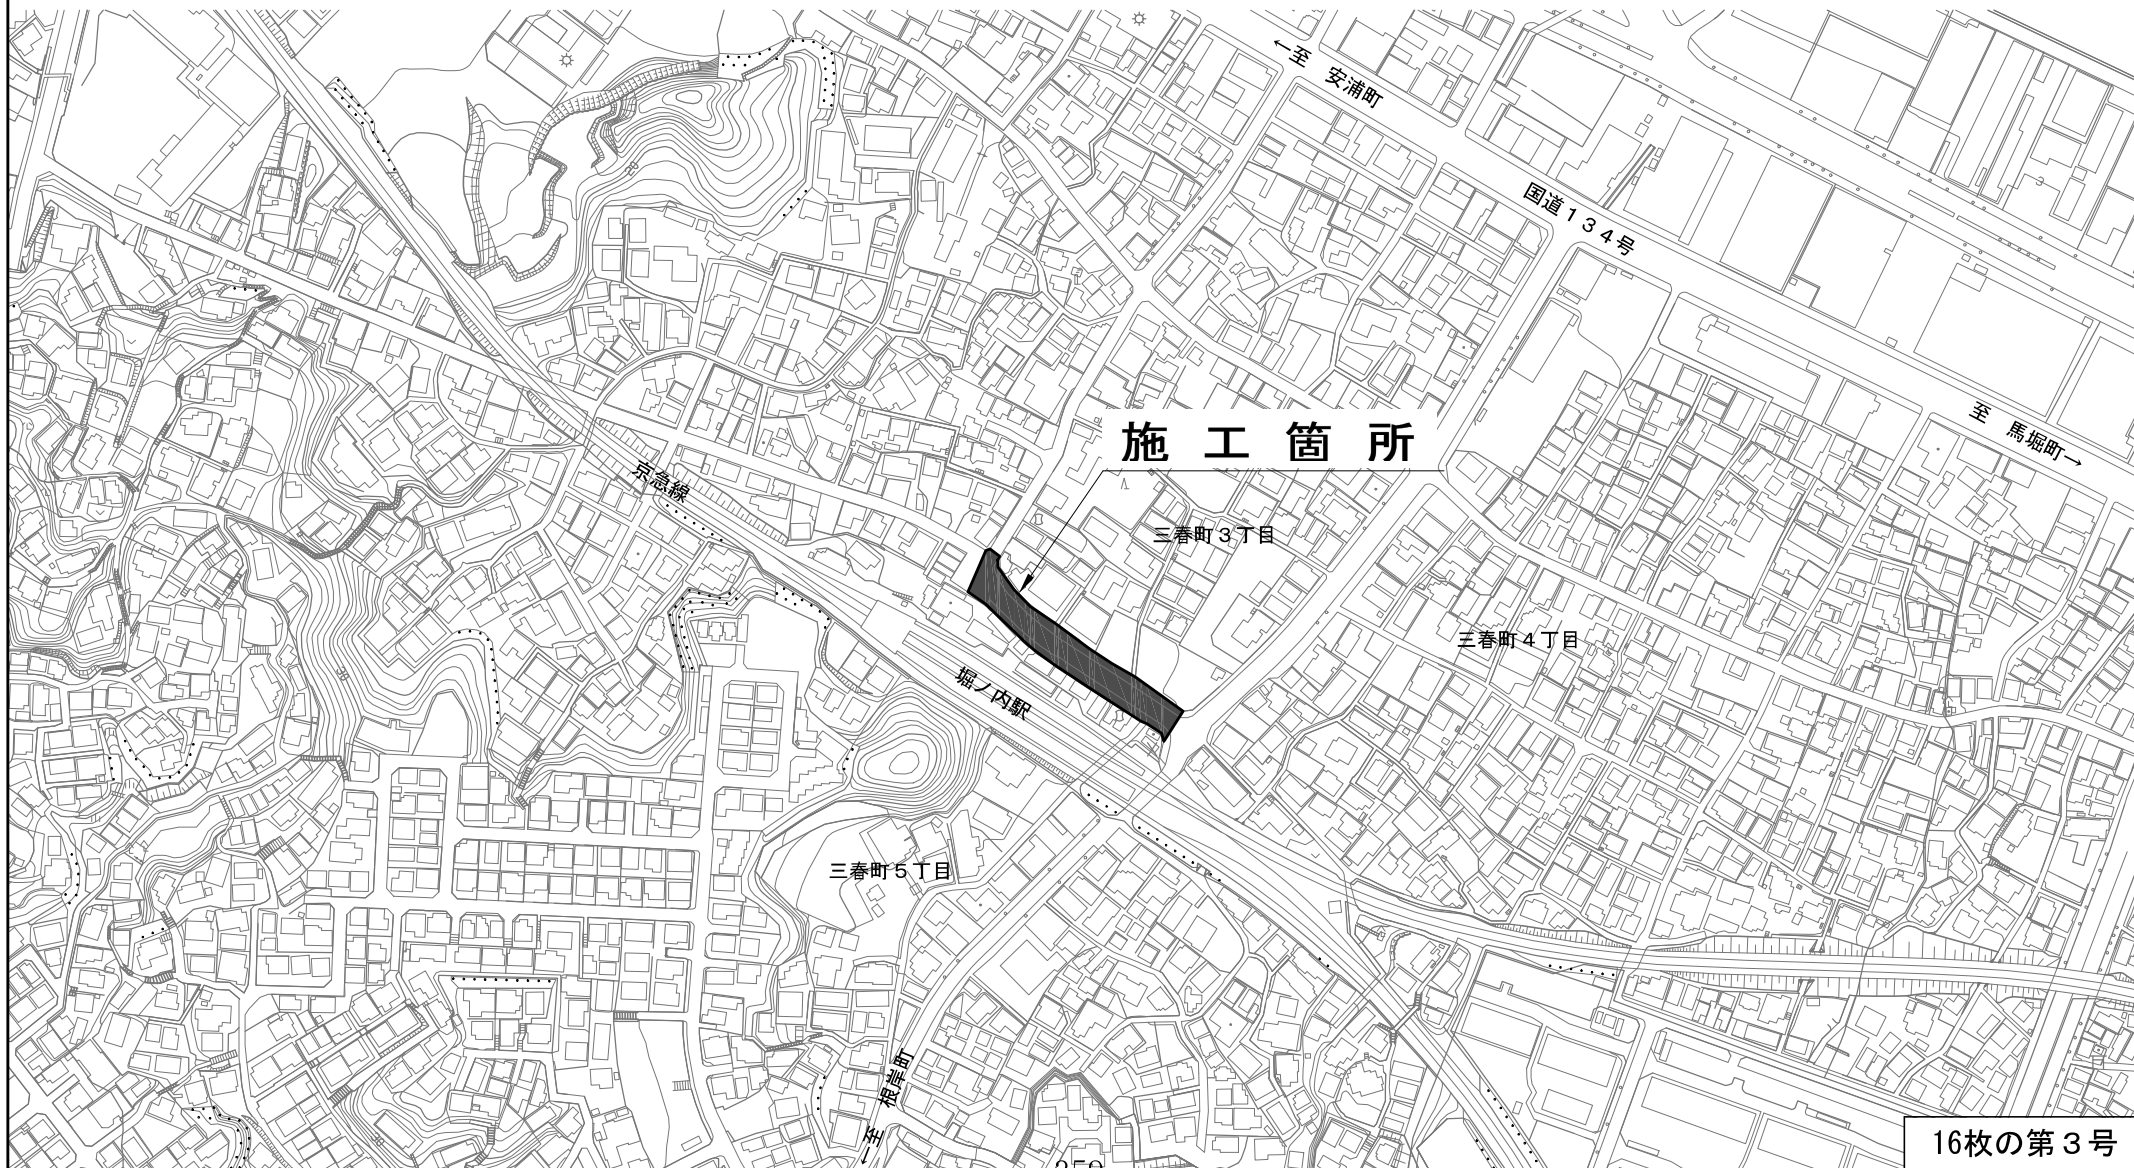 ←至 安浦町
国道１３４号
至 馬堀町→
施工箇所
京急線
三春町３丁目
三春町４丁目
堀ノ内駅
三春町５丁目
←至 根岸町
16枚の第３号